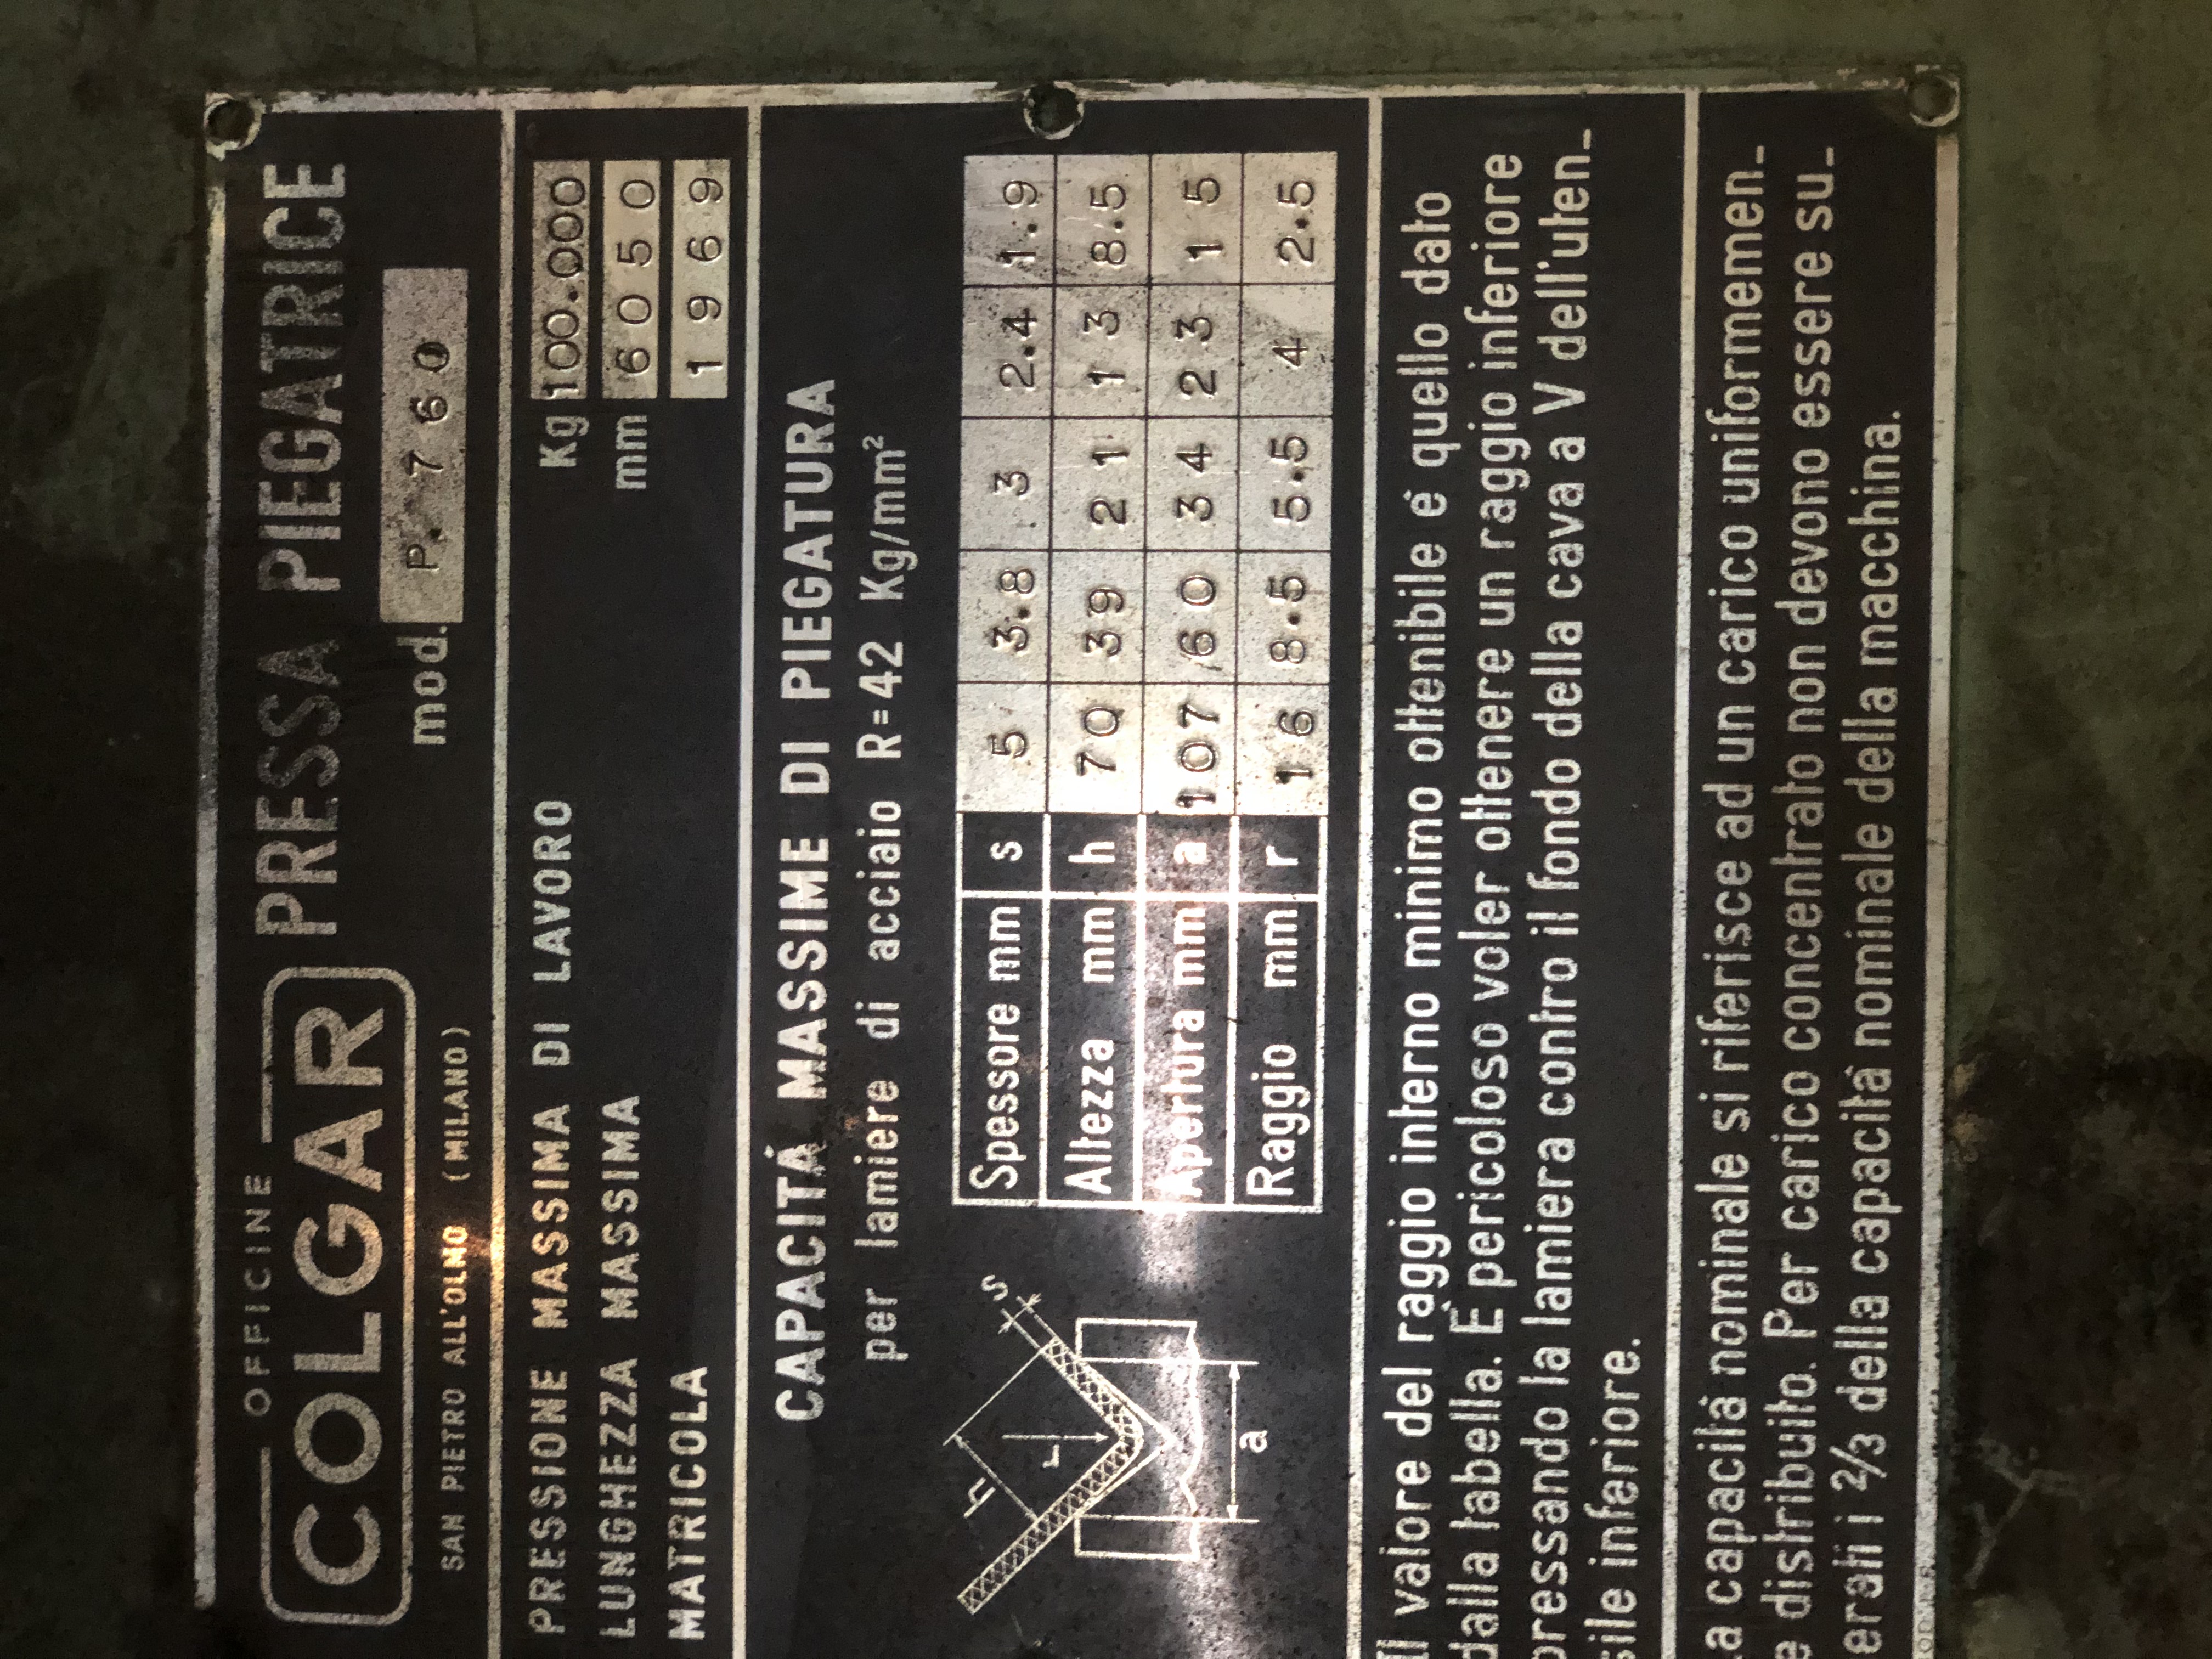 OFFICINE
COLGAR PRESSA PIEGATRICE
SAN PIETRO ALL'OLMO (MILANO) mod. P. 760
PRESSIONE MASSIMA DI LAVORO Kg 100.000
LUNGHEZZA MASSIMA mm 6050
MATRICOLA 1969
CAPACITÁ MASSIME DI PIEGATURA
per lamiere di acciaio R=42 Kg/mm²
Spessore mm s 5 3.8 3 2.4 1.9
Altezza mm h 70 39 21 13 8.5
Apertura mm a 107 60 34 23 15
Raggio mm r 16 8.5 5.5 4 2.5
s
h
r
a
Il valore del raggio interno minimo ottenibile é quello dato
dalla tabella. È pericoloso voler ottenere un raggio inferiore
pressando la lamiera contro il fondo della cava a V dell'uten_
sile inferiore.
a capacitá nominale si riferisce ad un carico uniformemen_
e distribuito. Per carico concentrato non devono essere su_
erati i 2/3 della capacitá nominale della macchina.